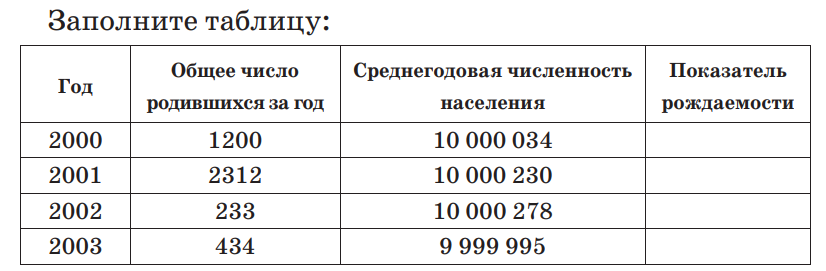 Заполните таблицу:
Год | Общее число родившихся за год | Среднегодовая численность населения | Показатель рождаемости
2000 | 1200 | 10 000 034 |
2001 | 2312 | 10 000 230 |
2002 | 233 | 10 000 278 |
2003 | 434 | 9 999 995 |